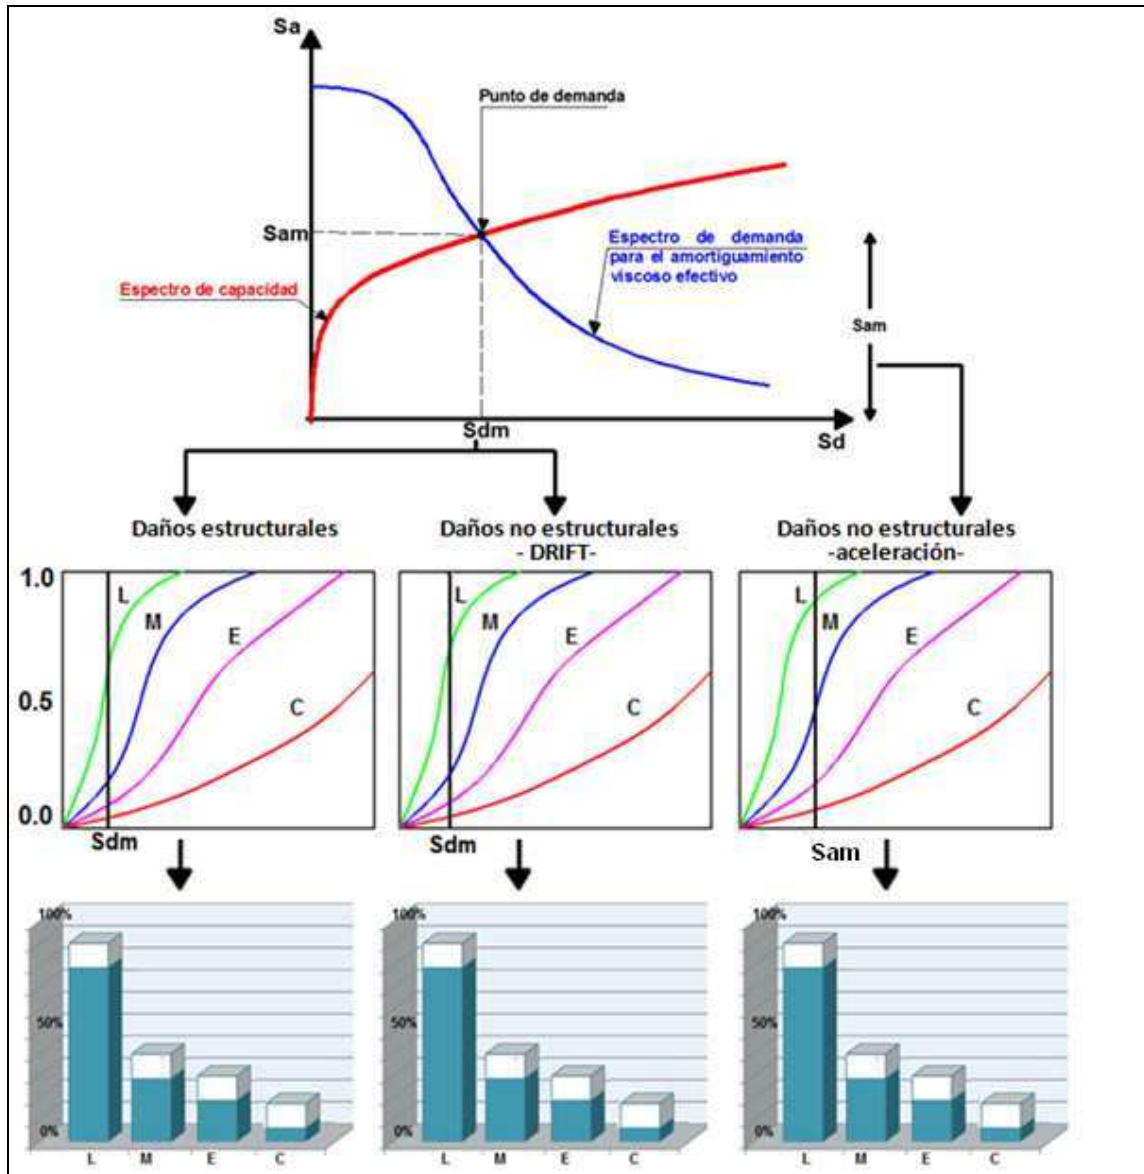 Sa
Punto de demanda
Sam
Espectro de demanda
para el amortiguamiento
viscoso efectivo
Espectro de capacidad
Sam
Sdm
Sd
Daños estructurales
Daños no estructurales
- DRIFT-
Daños no estructurales
-aceleración-
1.0
0.5
0.0
L
M
E
C
Sdm
L
M
E
C
Sdm
L
M
E
C
Sam
100%
50%
0%
L
M
E
C
100%
50%
0%
L
M
E
C
100%
50%
0%
L
M
E
C